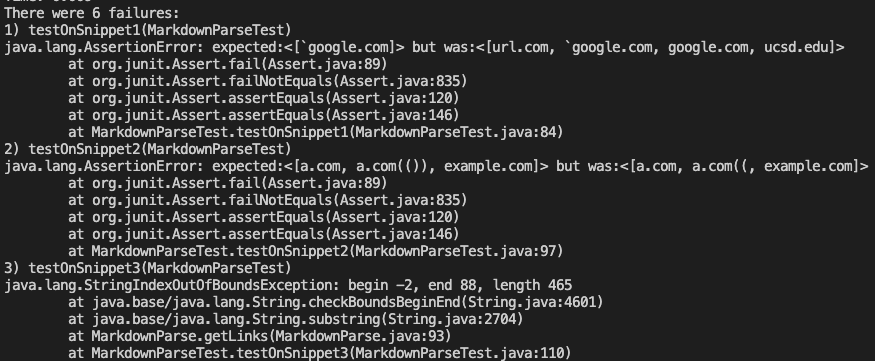 There were 6 failures:
1) testOnSnippet1(MarkdownParseTest)
java.lang.AssertionError: expected:<[`google.com]> but was:<[url.com, `google.com, google.com, ucsd.edu]>
        at org.junit.Assert.fail(Assert.java:89)
        at org.junit.Assert.failNotEquals(Assert.java:835)
        at org.junit.Assert.assertEquals(Assert.java:120)
        at org.junit.Assert.assertEquals(Assert.java:146)
        at MarkdownParseTest.testOnSnippet1(MarkdownParseTest.java:84)
2) testOnSnippet2(MarkdownParseTest)
java.lang.AssertionError: expected:<[a.com, a.com(()), example.com]> but was:<[a.com, a.com((, example.com]>
        at org.junit.Assert.fail(Assert.java:89)
        at org.junit.Assert.failNotEquals(Assert.java:835)
        at org.junit.Assert.assertEquals(Assert.java:120)
        at org.junit.Assert.assertEquals(Assert.java:146)
        at MarkdownParseTest.testOnSnippet2(MarkdownParseTest.java:97)
3) testOnSnippet3(MarkdownParseTest)
java.lang.StringIndexOutOfBoundsException: begin -2, end 88, length 465
        at java.base/java.lang.String.checkBoundsBeginEnd(String.java:4601)
        at java.base/java.lang.String.substring(String.java:2704)
        at MarkdownParse.getLinks(MarkdownParse.java:93)
        at MarkdownParseTest.testOnSnippet3(MarkdownParseTest.java:110)